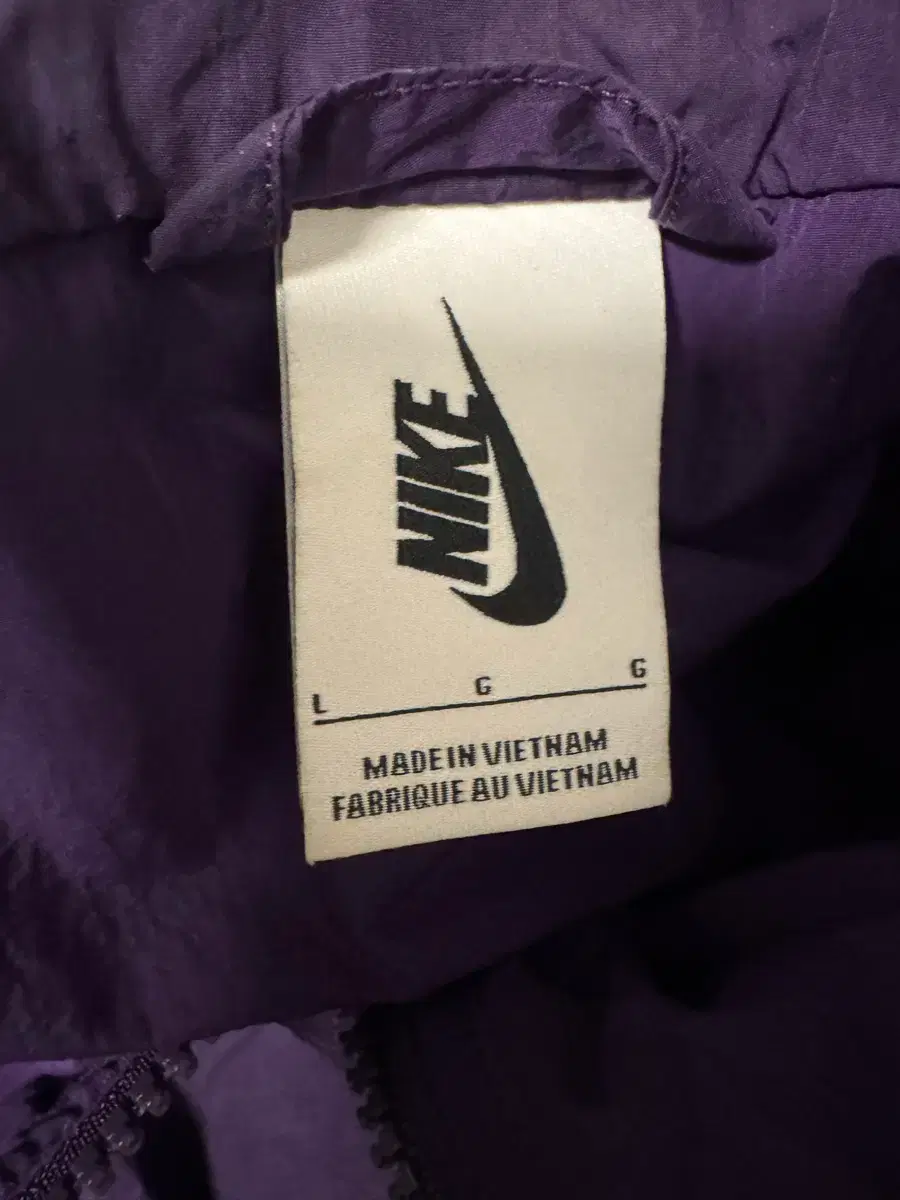 NIKE
L G G
MADE IN VIETNAM
FABRIQUE AU VIETNAM